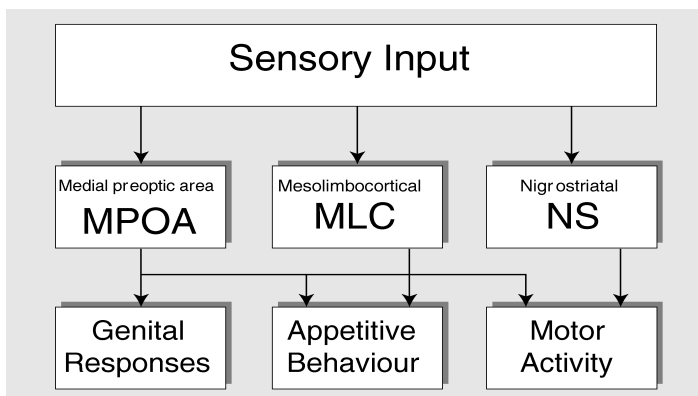 Sensory Input
Medial preoptic area
MPOA
Mesolimbocortical
MLC
Nigrostriatal
NS
Genital
Responses
Appetitive
Behaviour
Motor
Activity